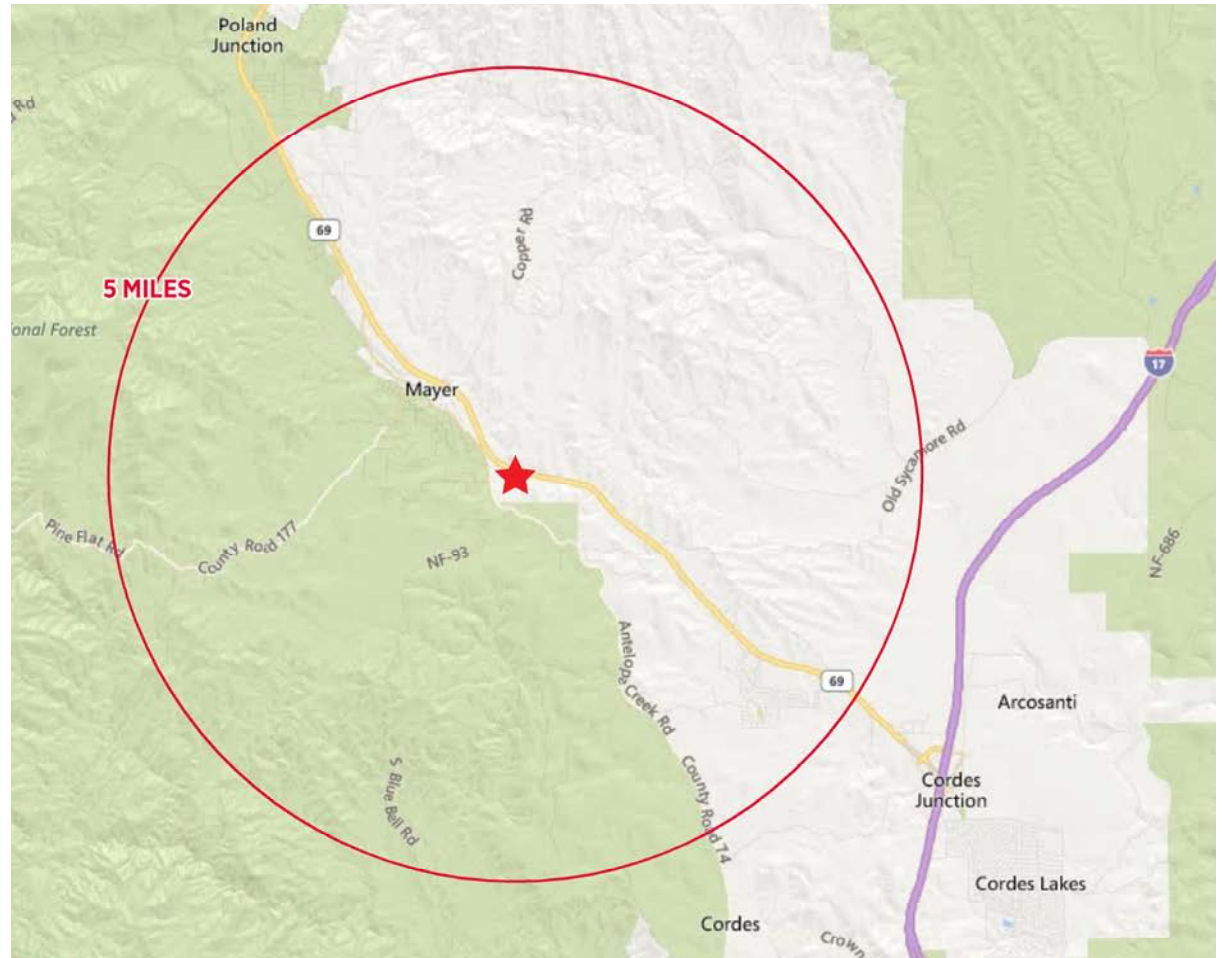 Poland
Junction
Rd
69
Copper Rd
5 MILES
onal Forest
17
Mayer
Old Sycamore Rd
Pine Flat Rd
County Road 177
NF-93
NF-686
Antelope Creek Rd
69
Arcosanti
S Blue Bell Rd
County Road 74
Cordes
Junction
Cordes Lakes
Cordes
Crown